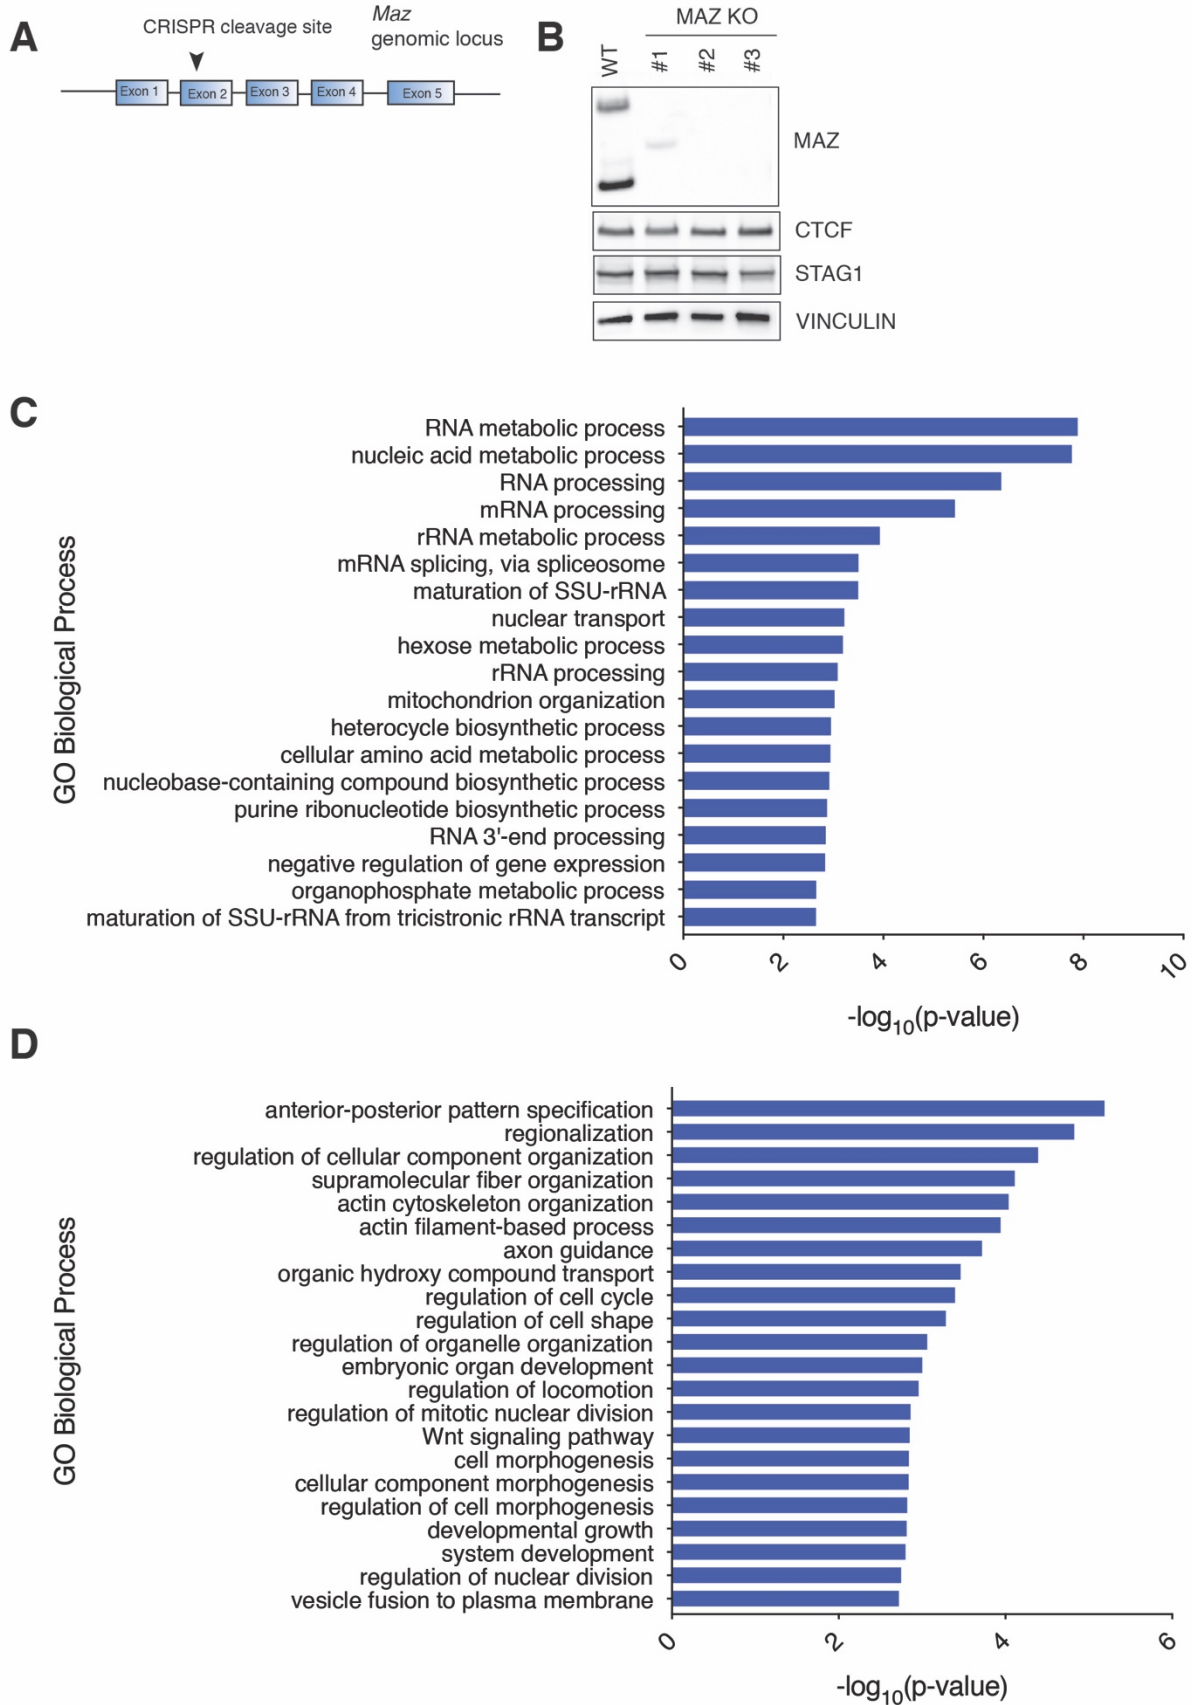 A
CRISPR cleavage site
Maz
genomic locus
Exon 1
Exon 2
Exon 3
Exon 4
Exon 5
B
MAZ KO
WT
#1
#2
#3
MAZ
CTCF
STAG1
VINCULIN
C
GO Biological Process
RNA metabolic process
nucleic acid metabolic process
RNA processing
mRNA processing
rRNA metabolic process
mRNA splicing, via spliceosome
maturation of SSU-rRNA
nuclear transport
hexose metabolic process
rRNA processing
mitochondrion organization
heterocycle biosynthetic process
cellular amino acid metabolic process
nucleobase-containing compound biosynthetic process
purine ribonucleotide biosynthetic process
RNA 3'-end processing
negative regulation of gene expression
organophosphate metabolic process
maturation of SSU-rRNA from tricistronic rRNA transcript
0
2
4
6
8
10
-log10(p-value)
D
GO Biological Process
anterior-posterior pattern specification
regionalization
regulation of cellular component organization
supramolecular fiber organization
actin cytoskeleton organization
actin filament-based process
axon guidance
organic hydroxy compound transport
regulation of cell cycle
regulation of cell shape
regulation of organelle organization
embryonic organ development
regulation of locomotion
regulation of mitotic nuclear division
Wnt signaling pathway
cell morphogenesis
cellular component morphogenesis
regulation of cell morphogenesis
developmental growth
system development
regulation of nuclear division
vesicle fusion to plasma membrane
0
2
4
6
-log10(p-value)